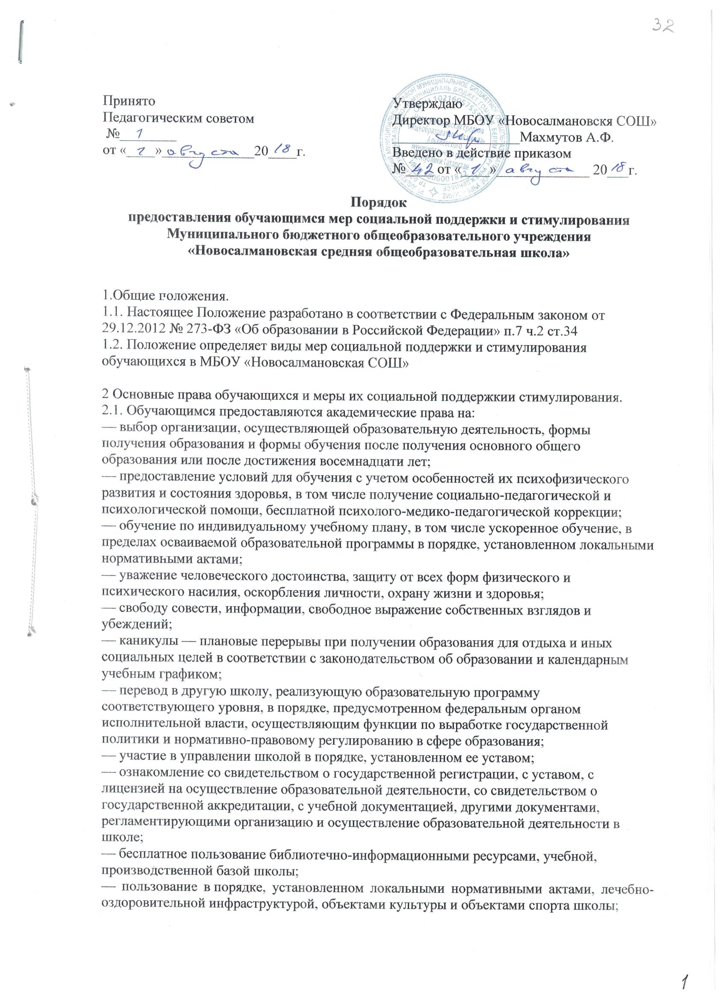 32
Принято
Педагогическим советом
№ 1
от « 1 » августа 20 18 г.
Утверждаю
Директор МБОУ «Новосалмановскя СОШ»
Махмутов А.Ф.
Введено в действие приказом
№ 42 от « 1 » августа 20 18 г.
Порядок
предоставления обучающимся мер социальной поддержки и стимулирования
Муниципального бюджетного общеобразовательного учреждения
«Новосалмановская средняя общеобразовательная школа»
1.Общие положения.
1.1. Настоящее Положение разработано в соответствии с Федеральным законом от
29.12.2012 № 273-ФЗ «Об образовании в Российской Федерации» п.7 ч.2 ст.34
1.2. Положение определяет виды мер социальной поддержки и стимулирования
обучающихся в МБОУ «Новосалмановская СОШ»
2 Основные права обучающихся и меры их социальной поддержкии стимулирования.
2.1. Обучающимся предоставляются академические права на:
— выбор организации, осуществляющей образовательную деятельность, формы
получения образования и формы обучения после получения основного общего
образования или после достижения восемнадцати лет;
— предоставление условий для обучения с учетом особенностей их психофизического
развития и состояния здоровья, в том числе получение социально-педагогической и
психологической помощи, бесплатной психолого-медико-педагогической коррекции;
— обучение по индивидуальному учебному плану, в том числе ускоренное обучение, в
пределах осваиваемой образовательной программы в порядке, установленном локальными
нормативными актами;
— уважение человеческого достоинства, защиту от всех форм физического и
психического насилия, оскорбления личности, охрану жизни и здоровья;
— свободу совести, информации, свободное выражение собственных взглядов и
убеждений;
— каникулы — плановые перерывы при получении образования для отдыха и иных
социальных целей в соответствии с законодательством об образовании и календарным
учебным графиком;
— перевод в другую школу, реализующую образовательную программу
соответствующего уровня, в порядке, предусмотренном федеральным органом
исполнительной власти, осуществляющим функции по выработке государственной
политики и нормативно-правовому регулированию в сфере образования;
— участие в управлении школой в порядке, установленном ее уставом;
— ознакомление со свидетельством о государственной регистрации, с уставом, с
лицензией на осуществление образовательной деятельности, со свидетельством о
государственной аккредитации, с учебной документацией, другими документами,
регламентирующими организацию и осуществление образовательной деятельности в
школе;
— бесплатное пользование библиотечно-информационными ресурсами, учебной,
производственной базой школы;
— пользование в порядке, установленном локальными нормативными актами, лечебно-
оздоровительной инфраструктурой, объектами культуры и объектами спорта школы;
1